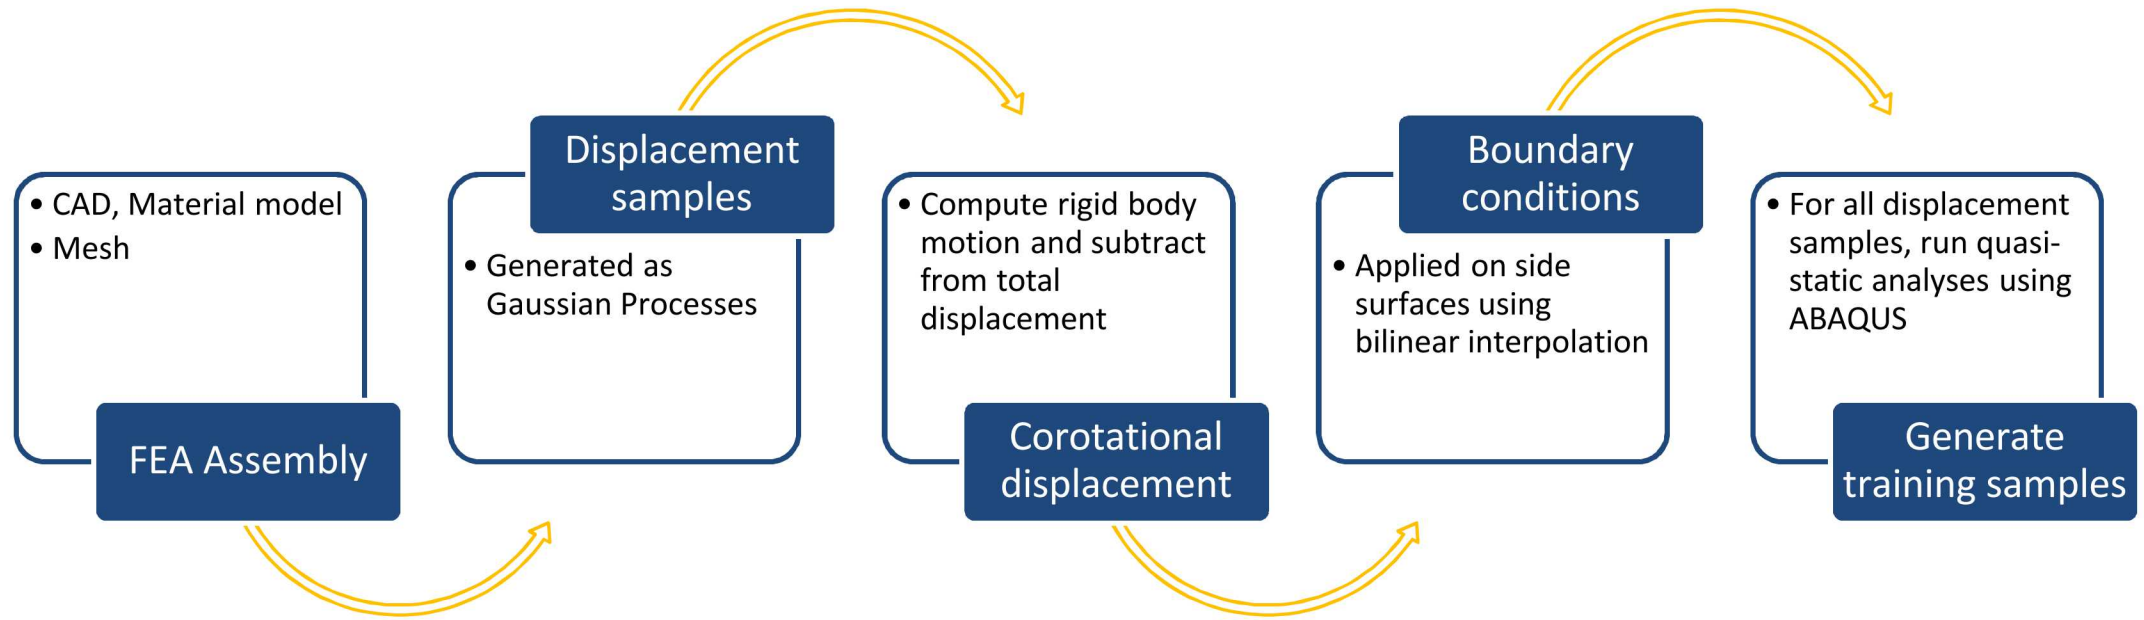 • CAD, Material model
• Mesh
FEA Assembly
Displacement
samples
• Generated as
Gaussian Processes
• Compute rigid body
motion and subtract
from total
displacement
Corotational
displacement
Boundary
conditions
• Applied on side
surfaces using
bilinear interpolation
• For all displacement
samples, run quasi-
static analyses using
ABAQUS
Generate
training samples